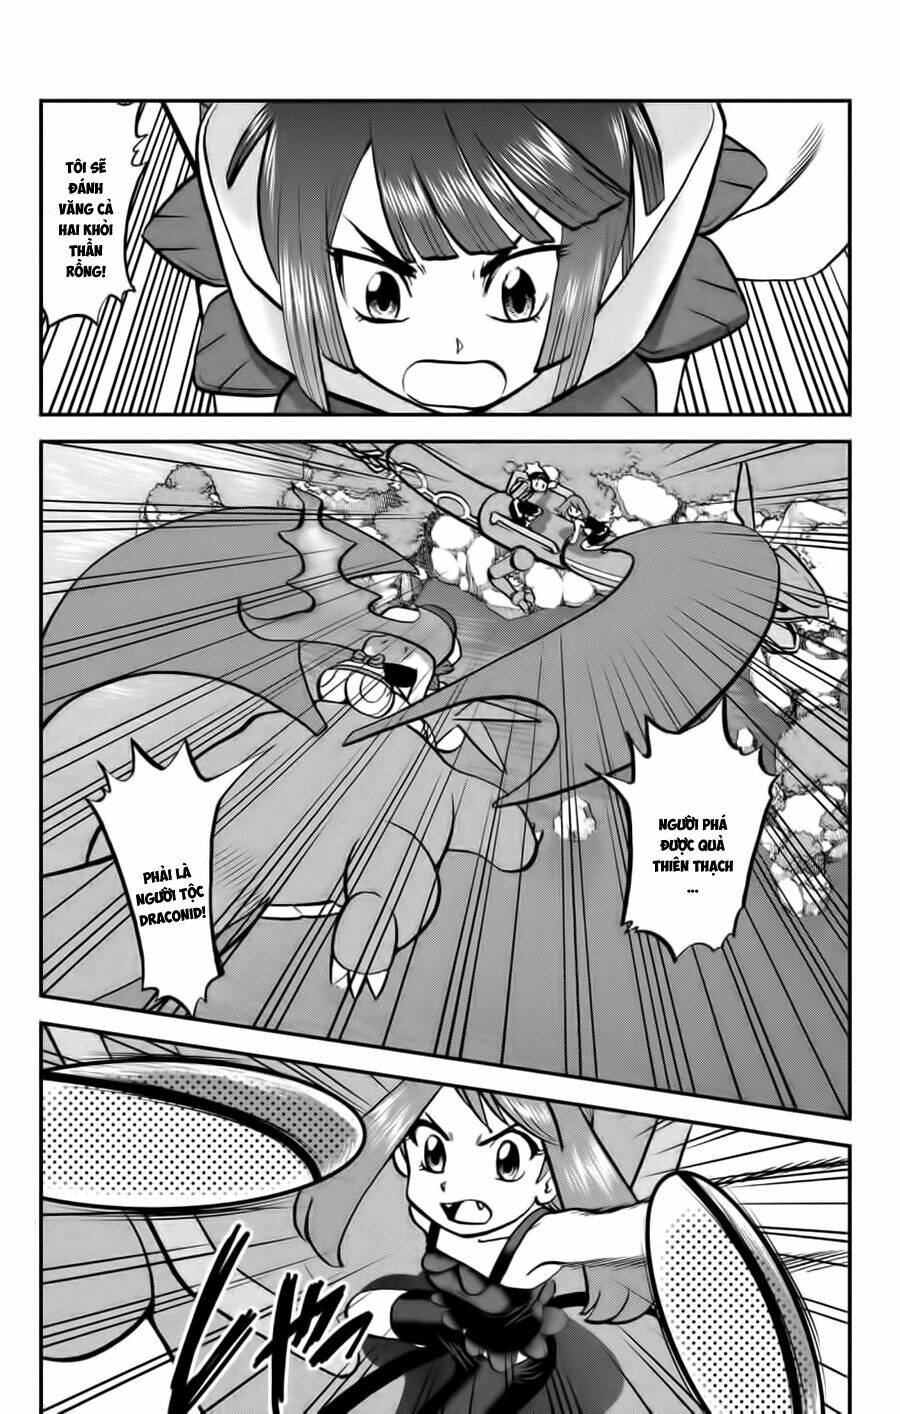 TÔI SẼ
ĐÁNH
VĂNG CẢ
HAI KHỎI
THẦN
RỒNG!
NGƯỜI PHÁ
ĐƯỢC QUẢ
THIÊN THẠCH
...
PHẢI LÀ
NGƯỜI TỘC
DRACONID!